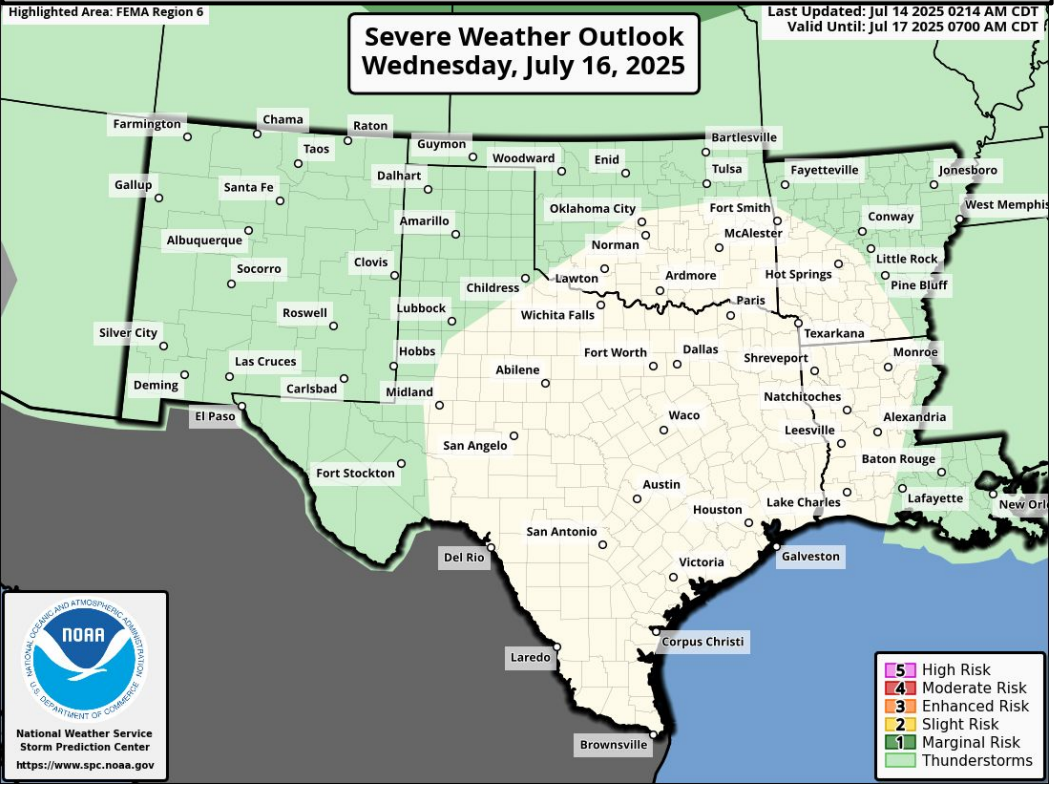 Highlighted Area: FEMA Region 6
Last Updated: Jul 14 2025 0214 AM CDT
Valid Until: Jul 17 2025 0700 AM CDT
Severe Weather Outlook
Wednesday, July 16, 2025
Farmington
Chama
Raton
Taos
Guymon
Woodward
Enid
Bartlesville
Tulsa
Fayetteville
Jonesboro
Gallup
Santa Fe
Dalhart
Oklahoma City
Fort Smith
West Memphis
Conway
Albuquerque
Amarillo
Norman
McAlester
Little Rock
Socorro
Clovis
Childress
Lawton
Ardmore
Hot Springs
Pine Bluff
Roswell
Lubbock
Wichita Falls
Paris
Texarkana
Silver City
Hobbs
Fort Worth
Dallas
Shreveport
Monroe
Las Cruces
Abilene
Deming
Carlsbad
Midland
Natchitoches
El Paso
Waco
Alexandria
San Angelo
Leesville
Fort Stockton
Baton Rouge
Austin
Houston
Lake Charles
Lafayette
New Orl
San Antonio
Del Rio
Galveston
Victoria
Corpus Christi
Laredo
Brownsville
NATIONAL OCEANIC AND ATMOSPHERIC ADMINISTRATION
NOAA
U.S. DEPARTMENT OF COMMERCE
National Weather Service
Storm Prediction Center
https://www.spc.noaa.gov
5 High Risk
4 Moderate Risk
3 Enhanced Risk
2 Slight Risk
1 Marginal Risk
Thunderstorms